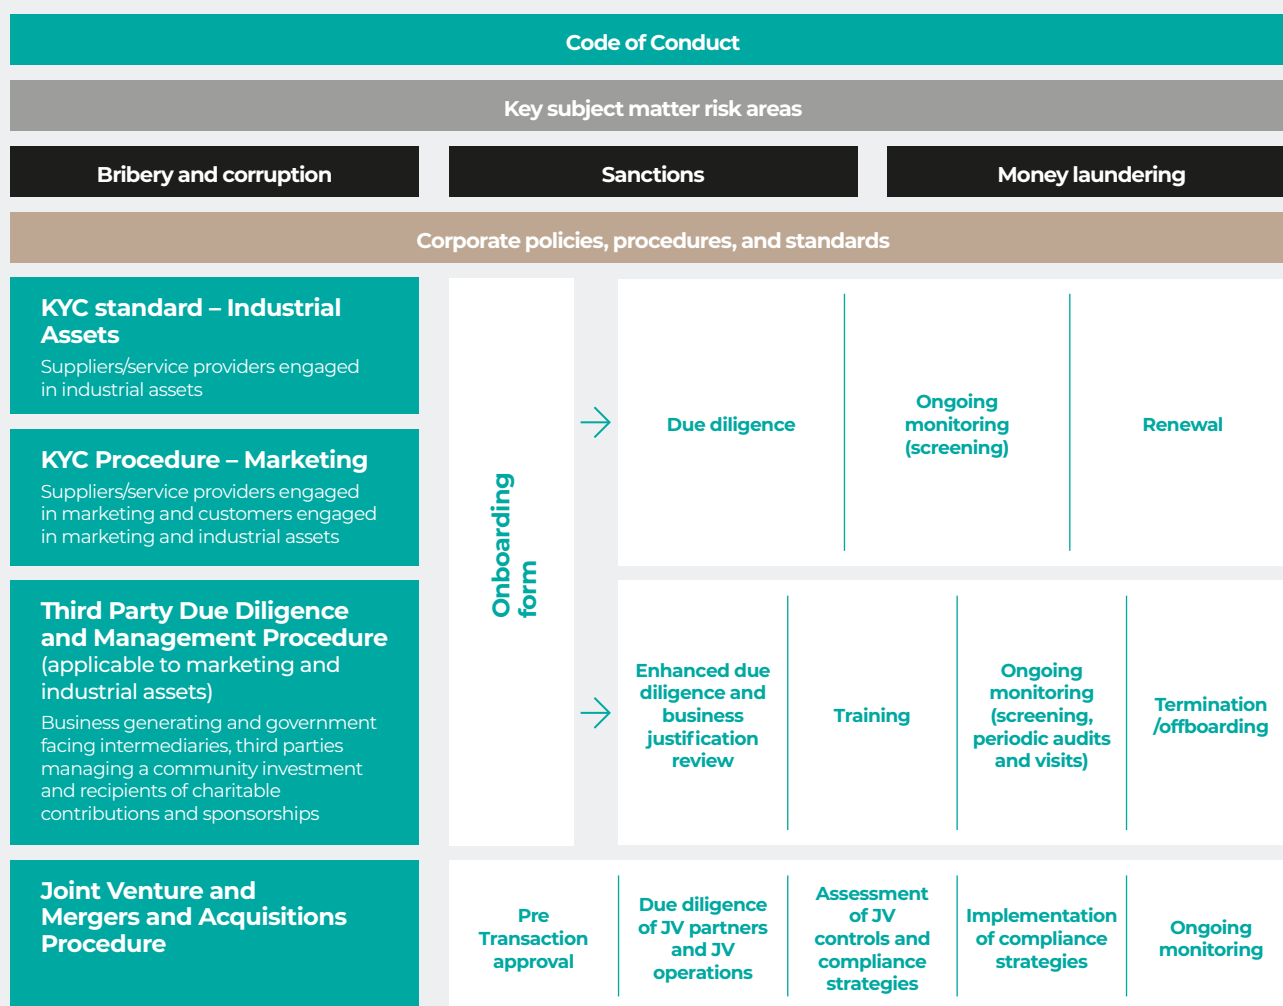 Code of Conduct
Key subject matter risk areas
Bribery and corruption
Sanctions
Money laundering
Corporate policies, procedures, and standards
KYC standard – Industrial
Assets
Suppliers/service providers engaged
in industrial assets
KYC Procedure – Marketing
Suppliers/service providers engaged
in marketing and customers engaged
in marketing and industrial assets
Third Party Due Diligence
and Management Procedure
(applicable to marketing and
industrial assets)
Business generating and government
facing intermediaries, third parties
managing a community investment
and recipients of charitable
contributions and sponsorships
Onboarding
form
Due diligence
Ongoing
monitoring
(screening)
Renewal
Enhanced due
diligence and
business
justification
review
Training
Ongoing
monitoring
(screening,
periodic audits
and visits)
Termination
/offboarding
Joint Venture and
Mergers and Acquisitions
Procedure
Pre
Transaction
approval
Due diligence
of JV partners
and JV
operations
Assessment
of JV
controls and
compliance
strategies
Implementation
of compliance
strategies
Ongoing
monitoring